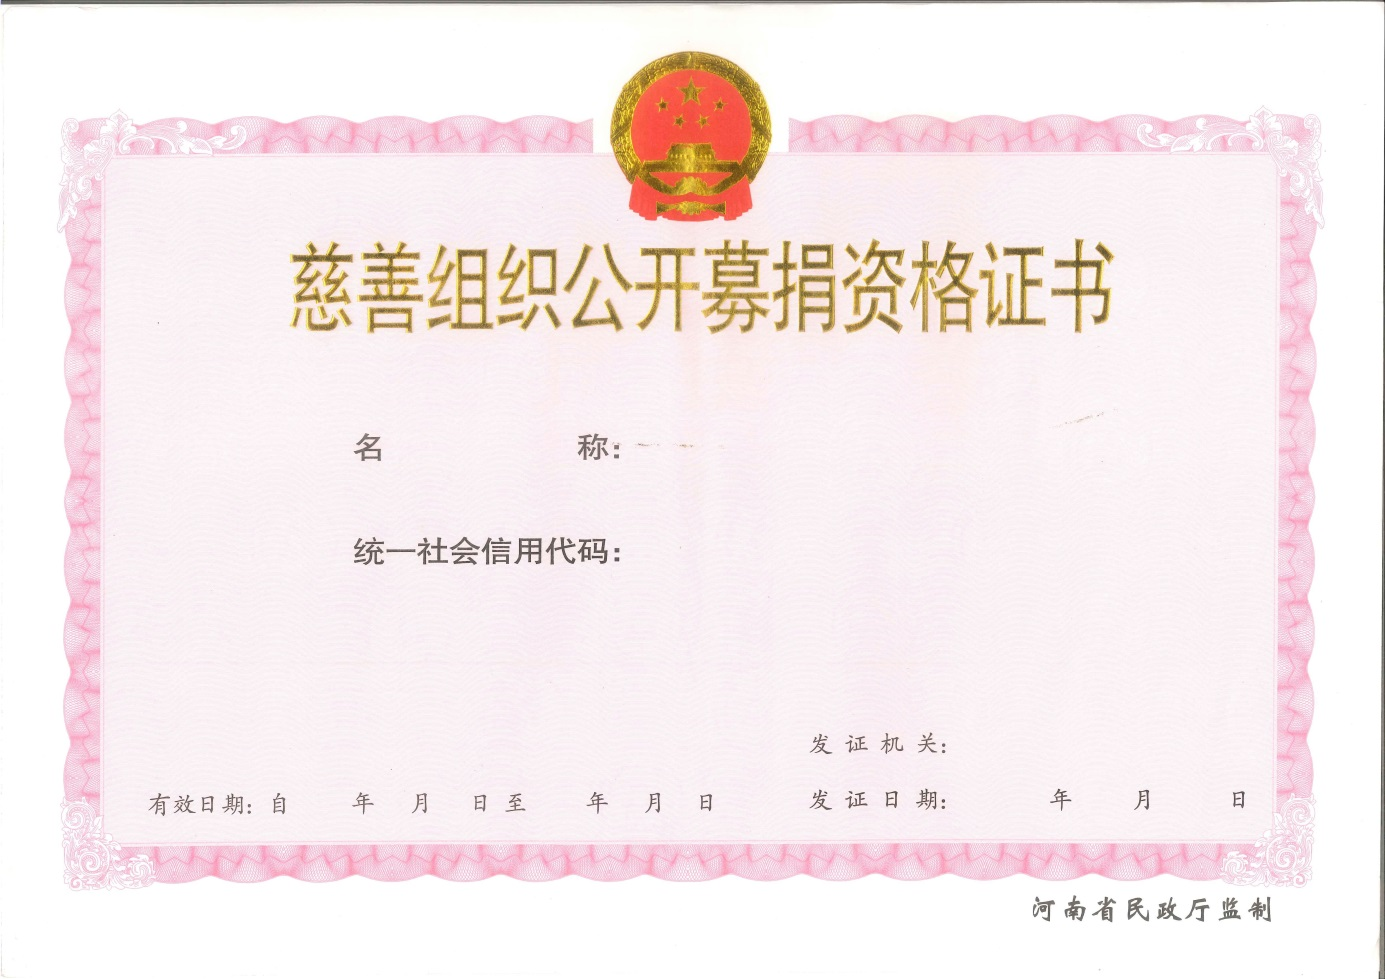 慈善组织公开募捐资格证书
名 称：
统一社会信用代码：
发证机关：
有效日期：自 年 月 日至 年 月 日
发证日期： 年 月 日
河南省民政厅监制